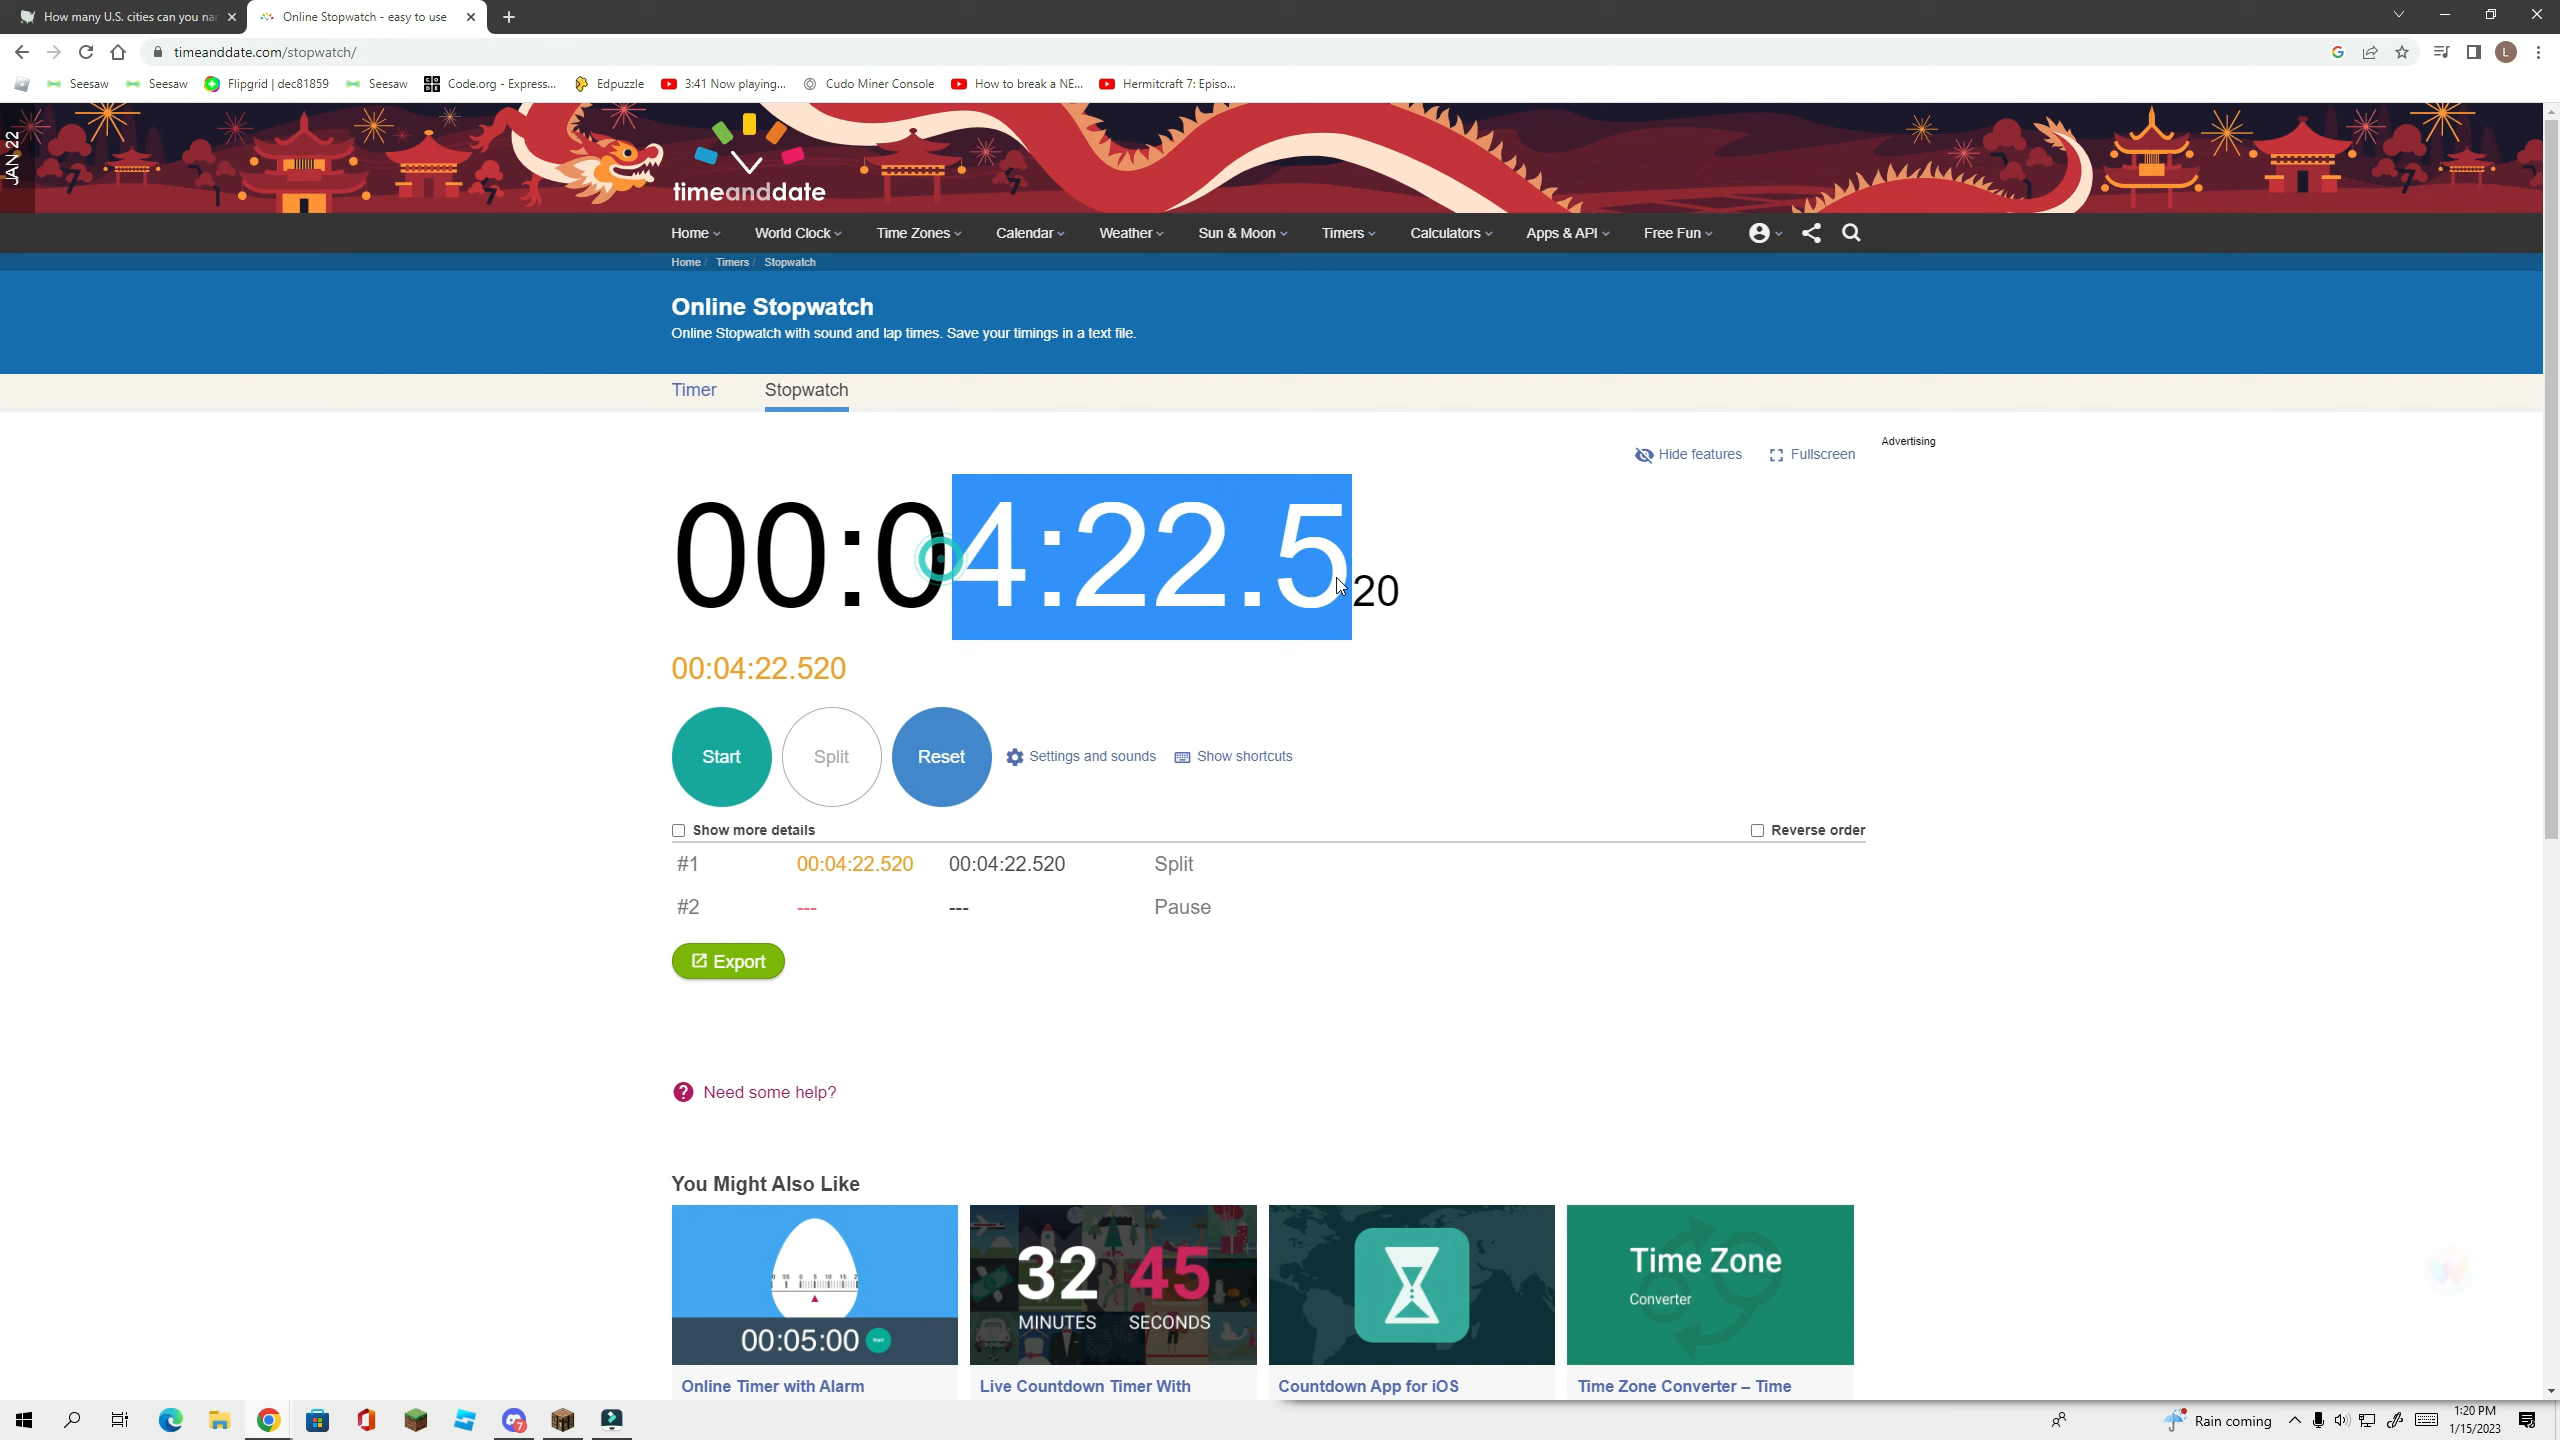 How many U.S. cities can you nar
Online Stopwatch - easy to use
timeanddate.com/stopwatch/
L
Seesaw
Seesaw
Flipgrid | dec81859
Seesaw
Code.org - Express...
Edpuzzle
3:41 Now playing...
Cudo Miner Console
How to break a NE...
Hermitcraft 7: Episo...
JAN 22
timeanddate
Home
World Clock
Time Zones
Calendar
Weather
Sun & Moon
Timers
Calculators
Apps & API
Free Fun
Home / Timers / Stopwatch
Online Stopwatch
Online Stopwatch with sound and lap times. Save your timings in a text file.
Timer
Stopwatch
Hide features
Fullscreen
Advertising
00:04:22.520
00:04:22.520
Start
Split
Reset
Settings and sounds
Show shortcuts
Show more details
Reverse order
#1 00:04:22.520 00:04:22.520 Split
#2 --- --- Pause
Export
Need some help?
You Might Also Like
00:05:00
32 45
MINUTES SECONDS
Time Zone
Converter
Online Timer with Alarm
Live Countdown Timer With
Countdown App for iOS
Time Zone Converter – Time
7
Rain coming
1:20 PM
1/15/2023